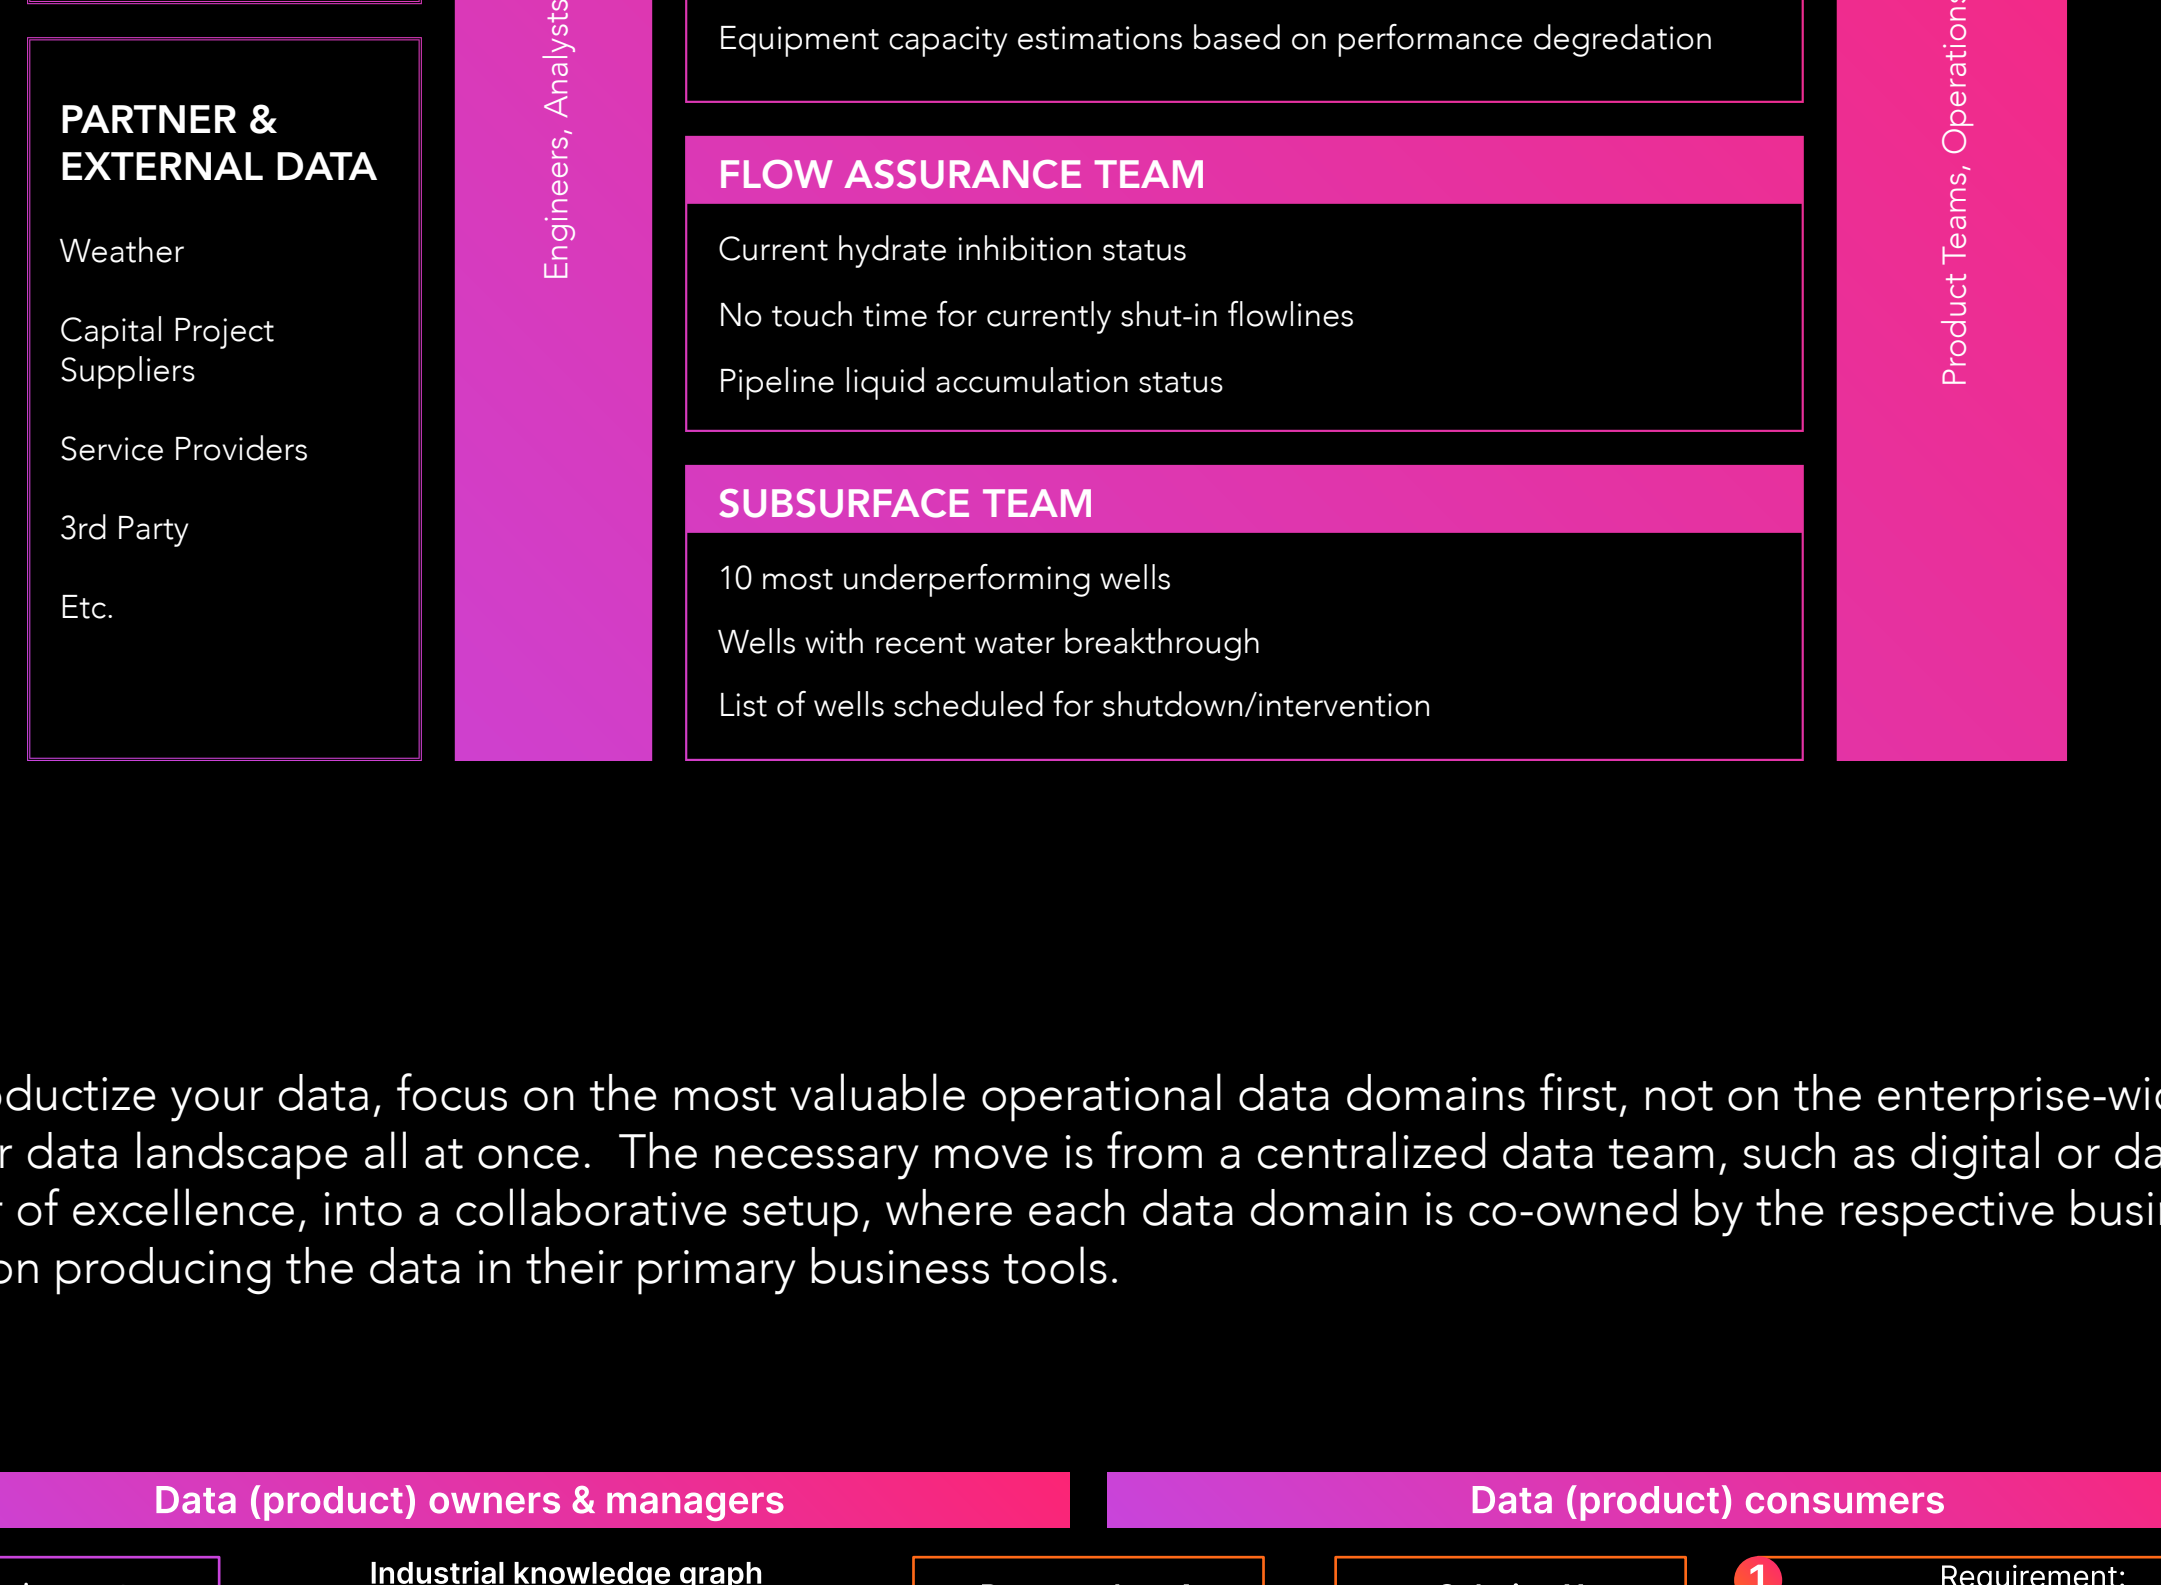 PARTNER &
EXTERNAL DATA
Weather
Capital Project
Suppliers
Service Providers
3rd Party
Etc.
Engineers, Analysts
Equipment capacity estimations based on performance degredation
FLOW ASSURANCE TEAM
Current hydrate inhibition status
No touch time for currently shut-in flowlines
Pipeline liquid accumulation status
SUBSURFACE TEAM
10 most underperforming wells
Wells with recent water breakthrough
List of wells scheduled for shutdown/intervention
Product Teams, Operations
your data, focus on the most valuable operational data domains first, not on the
data landscape all at once. The necessary move is from a centralized data team, such as digital or
of excellence, into a collaborative setup, where each data domain is co-owned by the respective
producing the data in their primary business tools.
Data (product) owners & managers
Data (product) consumers
Industrial knowledge graph
1
Requirement: